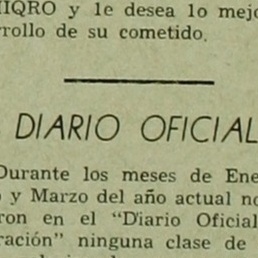 IQRO y le desea lo mejo
rrollo de su cometido.
DIARIO OFICIAL
Durante los meses de Ene
y Marzo del año actual no
ron en el "Diario Oficial
ración" ninguna clase de